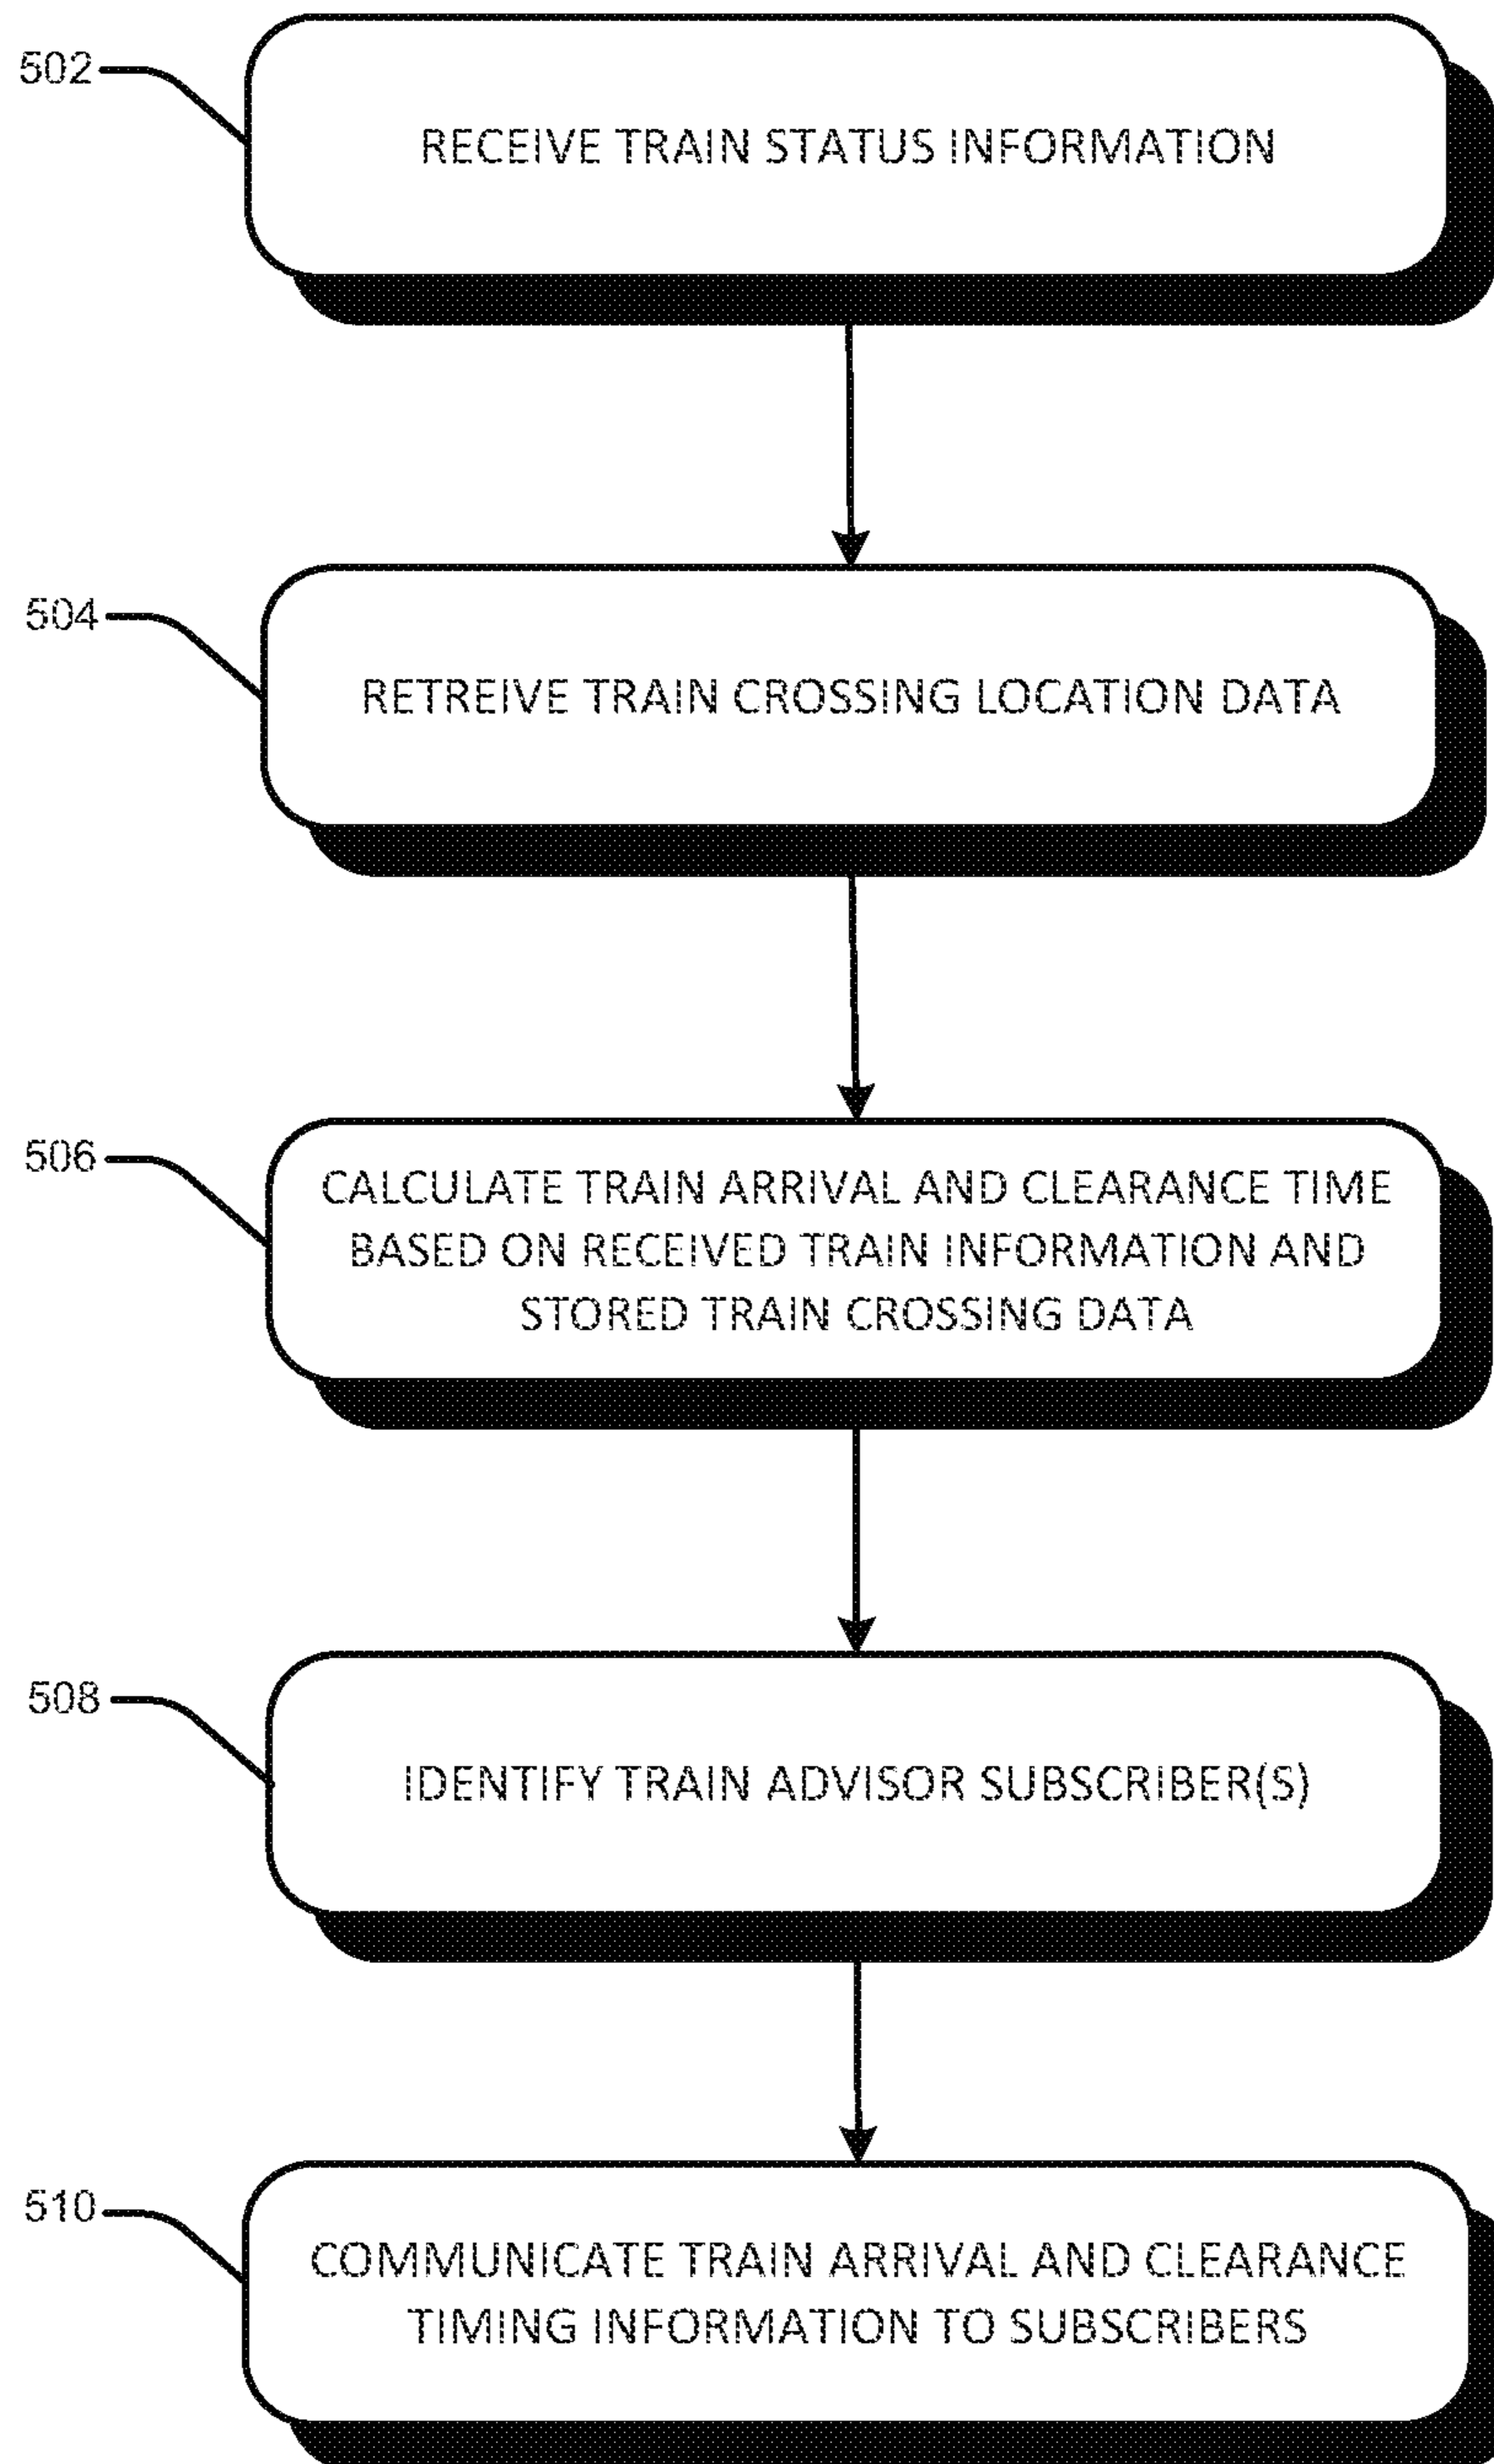 502
RECEIVE TRAIN STATUS INFORMATION
504
RETREIVE TRAIN CROSSING LOCATION DATA
506
CALCULATE TRAIN ARRIVAL AND CLEARANCE TIME
BASED ON RECEIVED TRAIN INFORMATION AND
STORED TRAIN CROSSING DATA
508
IDENTIFY TRAIN ADVISOR SUBSCRIBER(S)
510
COMMUNICATE TRAIN ARRIVAL AND CLEARANCE
TIMING INFORMATION TO SUBSCRIBERS